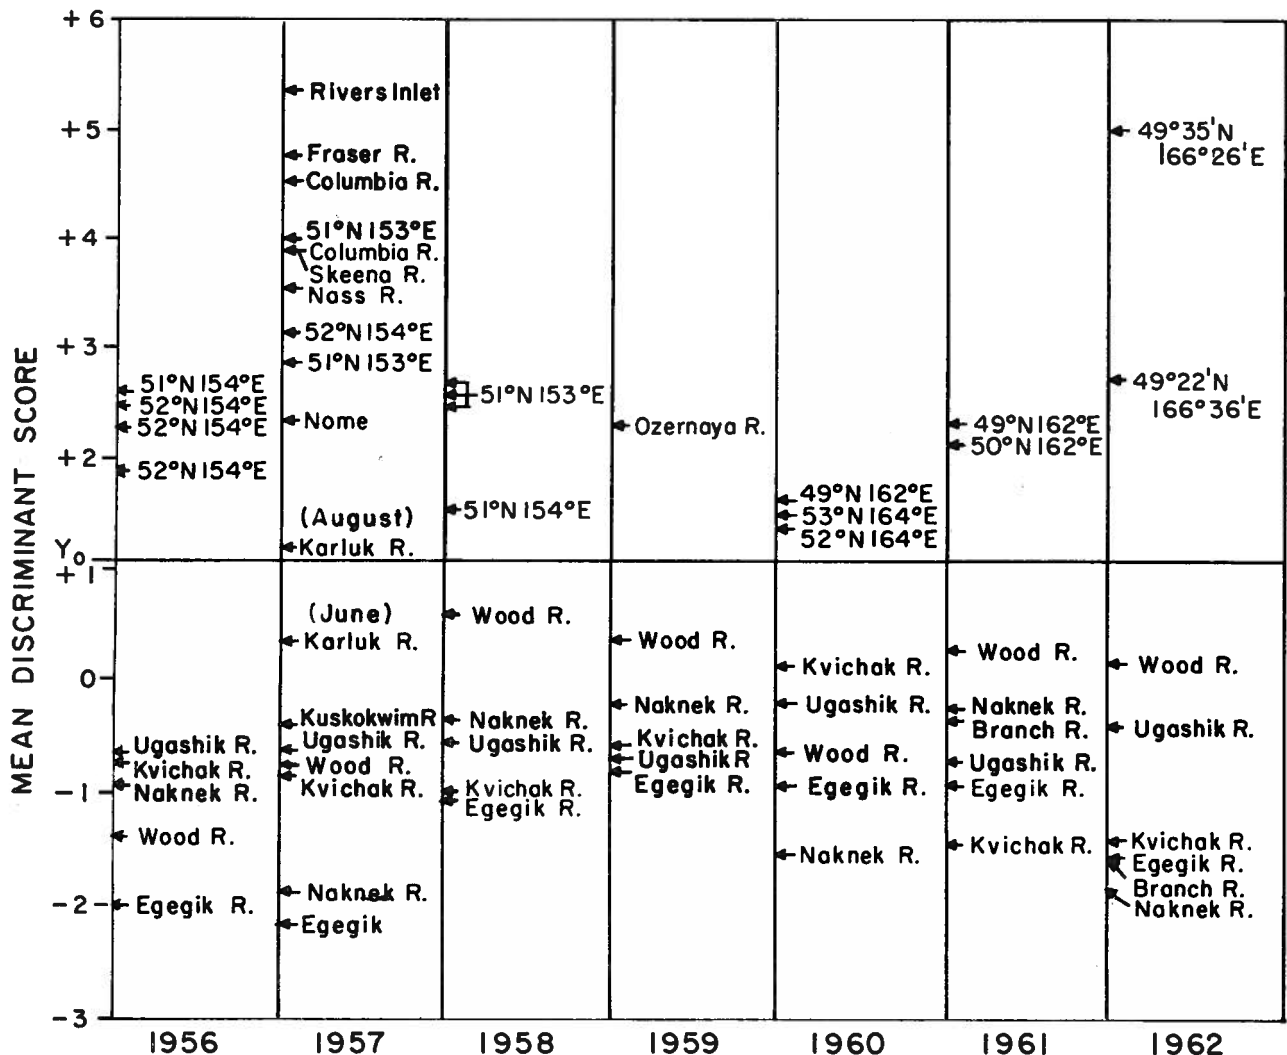 MEAN DISCRIMINANT SCORE
+6
+5
+4
+3
+2
Y₀
+1
0
-1
-2
-3
51°N 154°E
52°N 154°E
52°N 154°E
52°N 154°E
Ugashik R.
Kvichak R.
Naknek R.
Wood R.
Egegik R.
Rivers Inlet
Fraser R.
Columbia R.
51°N 153°E
Columbia R.
Skeena R.
Nass R.
52°N 154°E
51°N 153°E
Nome
(August)
Karluk R.
(June)
Karluk R.
Kuskokwim R
Ugashik R.
Wood R.
Kvichak R.
Naknek R.
Egegik
51°N 153°E
51°N 154°E
Wood R.
Naknek R.
Ugashik R.
Kvichak R.
Egegik R.
Ozernaya R.
Wood R.
Naknek R.
Kvichak R.
Ugashik R
Egegik R.
49°N 162°E
53°N 164°E
52°N 164°E
Kvichak R.
Ugashik R.
Wood R.
Egegik R.
Naknek R.
49°N 162°E
50°N 162°E
Wood R.
Naknek R.
Branch R.
Ugashik R.
Egegik R.
Kvichak R.
49°35'N
166°26'E
49°22'N
166°36'E
Wood R.
Ugashik R.
Kvichak R.
Egegik R.
Branch R.
Naknek R.
1956 1957 1958 1959 1960 1961 1962